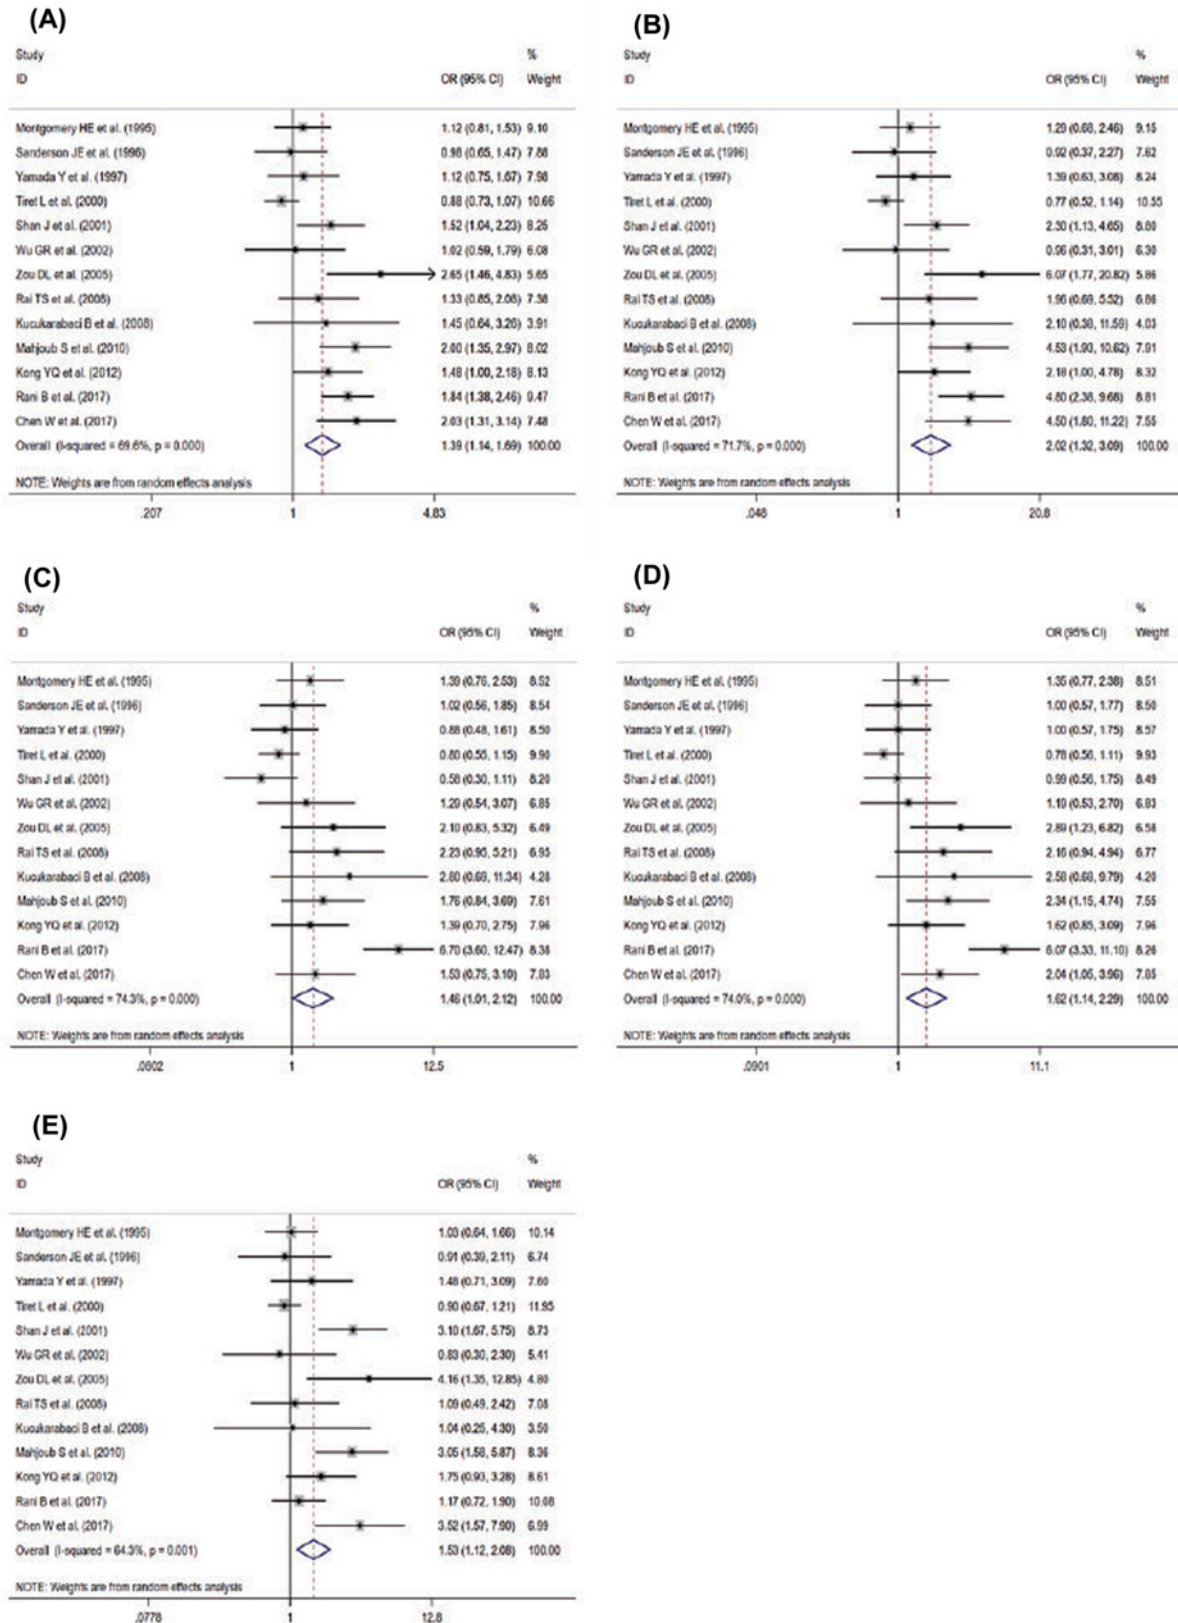 (A)
Study %
ID OR (95% CI) Weight
Montgomery HE et al. (1995) 1.12 (0.81, 1.53) 9.10
Sanderson JE et al. (1996) 0.98 (0.65, 1.47) 7.88
Yamada Y et al. (1997) 1.12 (0.75, 1.67) 7.98
Tiret L et al. (2000) 0.88 (0.73, 1.07) 10.66
Shan J et al. (2001) 1.52 (1.04, 2.23) 8.25
Wu GR et al. (2002) 1.02 (0.59, 1.79) 6.08
Zou DL et al. (2005) 2.65 (1.46, 4.83) 5.65
Rai TS et al. (2008) 1.33 (0.85, 2.08) 7.38
Kucukarabaci B et al. (2008) 1.45 (0.64, 3.26) 3.91
Mahjoub S et al. (2010) 2.00 (1.35, 2.97) 8.02
Kong YQ et al. (2012) 1.48 (1.00, 2.18) 8.13
Rani B et al. (2017) 1.84 (1.38, 2.46) 9.47
Chen W et al. (2017) 2.03 (1.31, 3.14) 7.48
Overall (I-squared = 69.6%, p = 0.000) 1.39 (1.14, 1.69) 100.00
NOTE: Weights are from random effects analysis
.207 1 4.83
(B)
Study %
ID OR (95% CI) Weight
Montgomery HE et al. (1995) 1.29 (0.68, 2.46) 9.15
Sanderson JE et al. (1996) 0.92 (0.37, 2.27) 7.62
Yamada Y et al. (1997) 1.39 (0.63, 3.08) 8.24
Tiret L et al. (2000) 0.77 (0.52, 1.14) 10.55
Shan J et al. (2001) 2.30 (1.13, 4.65) 8.80
Wu GR et al. (2002) 0.96 (0.31, 3.01) 6.30
Zou DL et al. (2005) 6.07 (1.77, 20.82) 5.86
Rai TS et al. (2008) 1.96 (0.69, 5.52) 6.86
Kucukarabaci B et al. (2008) 2.10 (0.38, 11.59) 4.03
Mahjoub S et al. (2010) 4.53 (1.93, 10.62) 7.91
Kong YQ et al. (2012) 2.18 (1.00, 4.78) 8.32
Rani B et al. (2017) 4.80 (2.38, 9.68) 8.81
Chen W et al. (2017) 4.50 (1.80, 11.22) 7.55
Overall (I-squared = 71.7%, p = 0.000) 2.02 (1.32, 3.09) 100.00
NOTE: Weights are from random effects analysis
.048 1 20.8
(C)
Study %
ID OR (95% CI) Weight
Montgomery HE et al. (1995) 1.39 (0.76, 2.53) 8.52
Sanderson JE et al. (1996) 1.02 (0.56, 1.85) 8.54
Yamada Y et al. (1997) 0.88 (0.48, 1.61) 8.50
Tiret L et al. (2000) 0.80 (0.55, 1.15) 9.90
Shan J et al. (2001) 0.58 (0.30, 1.11) 8.20
Wu GR et al. (2002) 1.29 (0.54, 3.07) 6.85
Zou DL et al. (2005) 2.10 (0.83, 5.32) 6.49
Rai TS et al. (2008) 2.23 (0.95, 5.21) 6.95
Kucukarabaci B et al. (2008) 2.80 (0.69, 11.34) 4.28
Mahjoub S et al. (2010) 1.76 (0.84, 3.69) 7.61
Kong YQ et al. (2012) 1.39 (0.70, 2.75) 7.96
Rani B et al. (2017) 6.70 (3.60, 12.47) 8.38
Chen W et al. (2017) 1.53 (0.75, 3.10) 7.83
Overall (I-squared = 74.3%, p = 0.000) 1.46 (1.01, 2.12) 100.00
NOTE: Weights are from random effects analysis
.0802 1 12.5
(D)
Study %
ID OR (95% CI) Weight
Montgomery HE et al. (1995) 1.35 (0.77, 2.38) 8.51
Sanderson JE et al. (1996) 1.00 (0.57, 1.77) 8.50
Yamada Y et al. (1997) 1.00 (0.57, 1.75) 8.57
Tiret L et al. (2000) 0.78 (0.56, 1.11) 9.93
Shan J et al. (2001) 0.99 (0.56, 1.75) 8.49
Wu GR et al. (2002) 1.19 (0.53, 2.70) 6.83
Zou DL et al. (2005) 2.89 (1.23, 6.82) 6.58
Rai TS et al. (2008) 2.16 (0.94, 4.94) 6.77
Kucukarabaci B et al. (2008) 2.58 (0.68, 9.79) 4.20
Mahjoub S et al. (2010) 2.34 (1.15, 4.74) 7.55
Kong YQ et al. (2012) 1.62 (0.85, 3.09) 7.96
Rani B et al. (2017) 6.07 (3.33, 11.10) 8.26
Chen W et al. (2017) 2.04 (1.05, 3.96) 7.85
Overall (I-squared = 74.0%, p = 0.000) 1.62 (1.14, 2.29) 100.00
NOTE: Weights are from random effects analysis
.0901 1 11.1
(E)
Study %
ID OR (95% CI) Weight
Montgomery HE et al. (1995) 1.03 (0.64, 1.66) 10.14
Sanderson JE et al. (1996) 0.91 (0.39, 2.11) 6.74
Yamada Y et al. (1997) 1.48 (0.71, 3.09) 7.60
Tiret L et al. (2000) 0.90 (0.67, 1.21) 11.95
Shan J et al. (2001) 3.10 (1.67, 5.75) 8.73
Wu GR et al. (2002) 0.83 (0.30, 2.30) 5.41
Zou DL et al. (2005) 4.16 (1.35, 12.85) 4.80
Rai TS et al. (2008) 1.09 (0.49, 2.42) 7.08
Kucukarabaci B et al. (2008) 1.04 (0.25, 4.30) 3.50
Mahjoub S et al. (2010) 3.05 (1.58, 5.87) 8.36
Kong YQ et al. (2012) 1.75 (0.93, 3.28) 8.61
Rani B et al. (2017) 1.17 (0.72, 1.90) 10.08
Chen W et al. (2017) 3.52 (1.57, 7.90) 6.99
Overall (I-squared = 64.3%, p = 0.001) 1.53 (1.12, 2.08) 100.00
NOTE: Weights are from random effects analysis
.0778 1 12.8